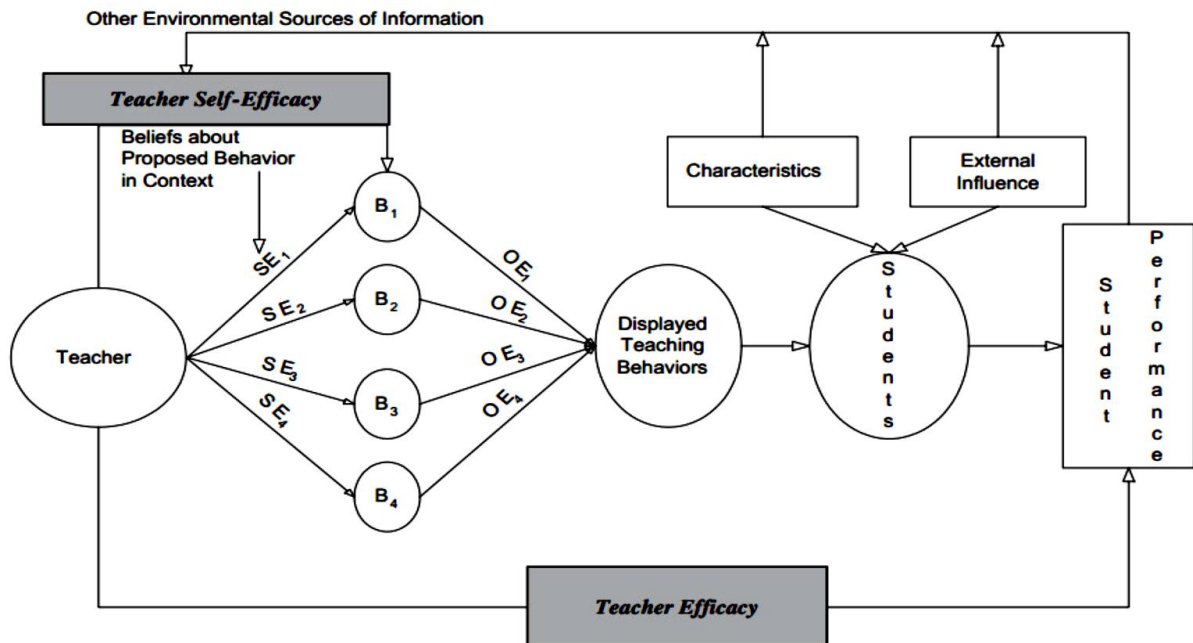 Other Environmental Sources of Information
Teacher Self-Efficacy
Beliefs about
Proposed Behavior
in Context
Characteristics
External
Influence
B1
SE1
OE1
B2
SE2
OE2
Teacher
Displayed
Teaching
Behaviors
Students
Student
Performance
SE3
B3
OE3
SE4
B4
OE4
Teacher Efficacy